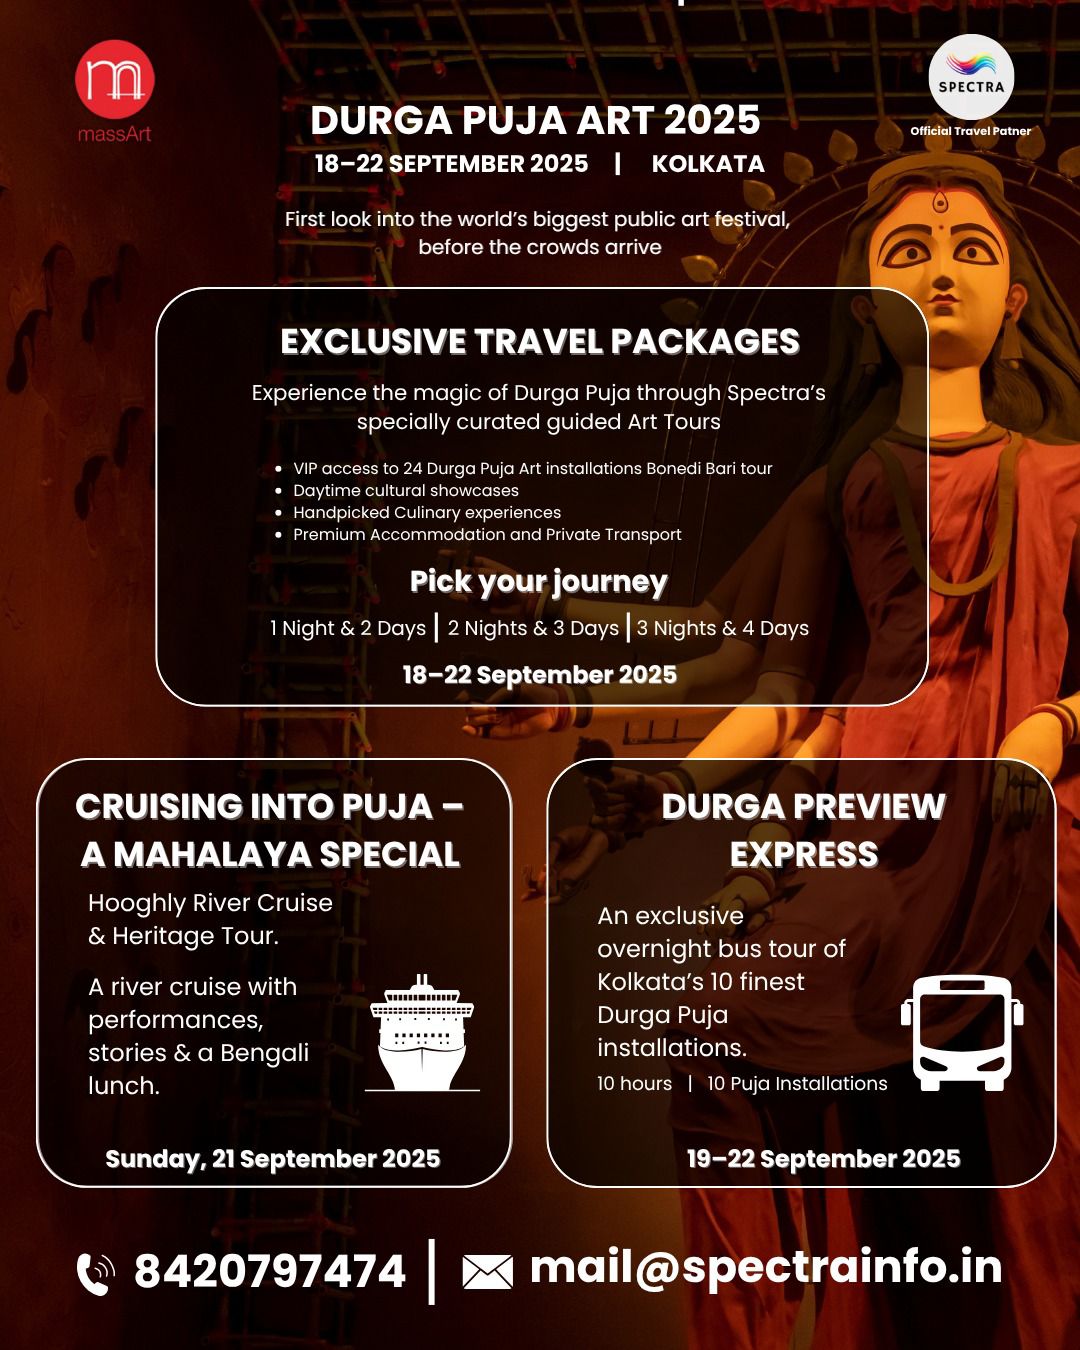 massArt
SPECTRA
Official Travel Patner
DURGA PUJA ART 2025
18–22 SEPTEMBER 2025 | KOLKATA
First look into the world's biggest public art festival,
before the crowds arrive
EXCLUSIVE TRAVEL PACKAGES
Experience the magic of Durga Puja through Spectra's
specially curated guided Art Tours
• VIP access to 24 Durga Puja Art installations Bonedi Bari tour
• Daytime cultural showcases
• Handpicked Culinary experiences
• Premium Accommodation and Private Transport
Pick your journey
1 Night & 2 Days | 2 Nights & 3 Days | 3 Nights & 4 Days
18–22 September 2025
CRUISING INTO PUJA –
A MAHALAYA SPECIAL
Hooghly River Cruise
& Heritage Tour.
A river cruise with
performances,
stories & a Bengali
lunch.
Sunday, 21 September 2025
DURGA PREVIEW
EXPRESS
An exclusive
overnight bus tour of
Kolkata's 10 finest
Durga Puja
installations.
10 hours | 10 Puja Installations
19–22 September 2025
8420797474 | mail@spectrainfo.in